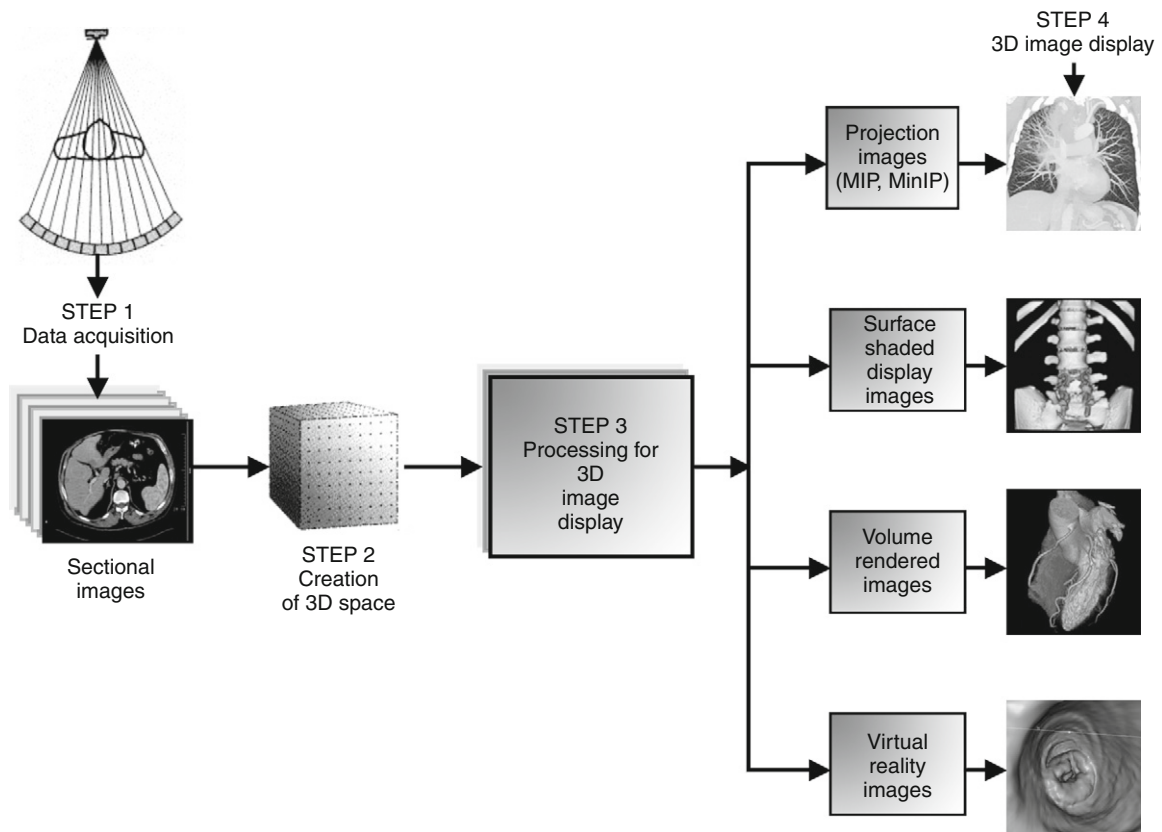 STEP 1
Data acquisition
Sectional
images
STEP 2
Creation
of 3D space
STEP 3
Processing for
3D
image
display
Projection
images
(MIP, MinIP)
Surface
shaded
display
images
Volume
rendered
images
Virtual
reality
images
STEP 4
3D image display